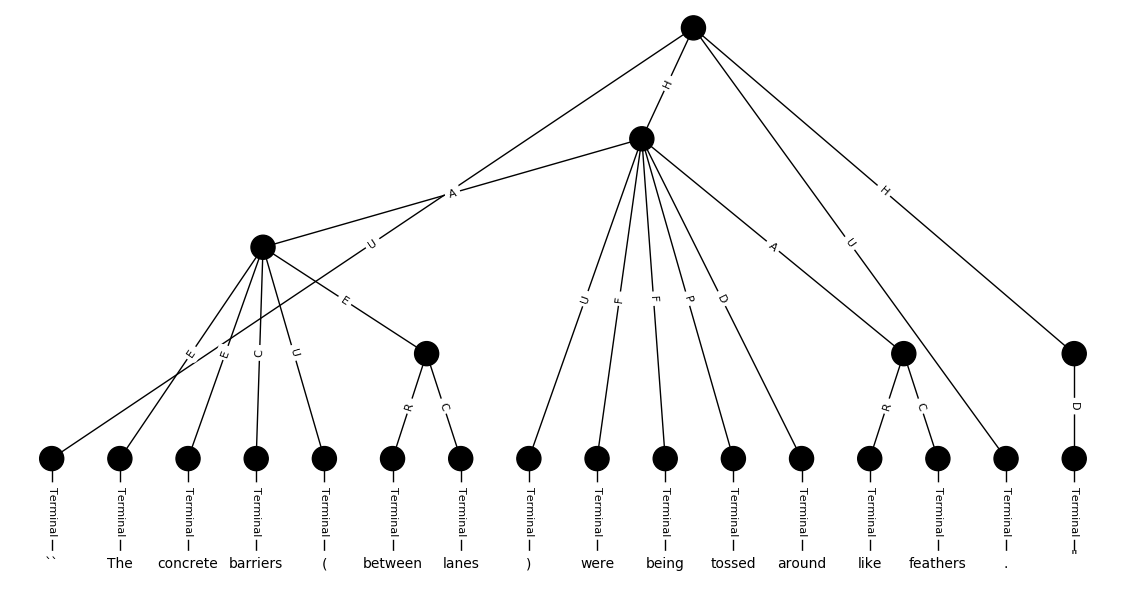 H
A
H
U
U
A
E
U F F P D
E E C U
R C
R C
D
Terminal Terminal Terminal Terminal Terminal Terminal Terminal Terminal Terminal Terminal Terminal Terminal Terminal Terminal Terminal Terminal
`` The concrete barriers ( between lanes ) were being tossed around like feathers . "